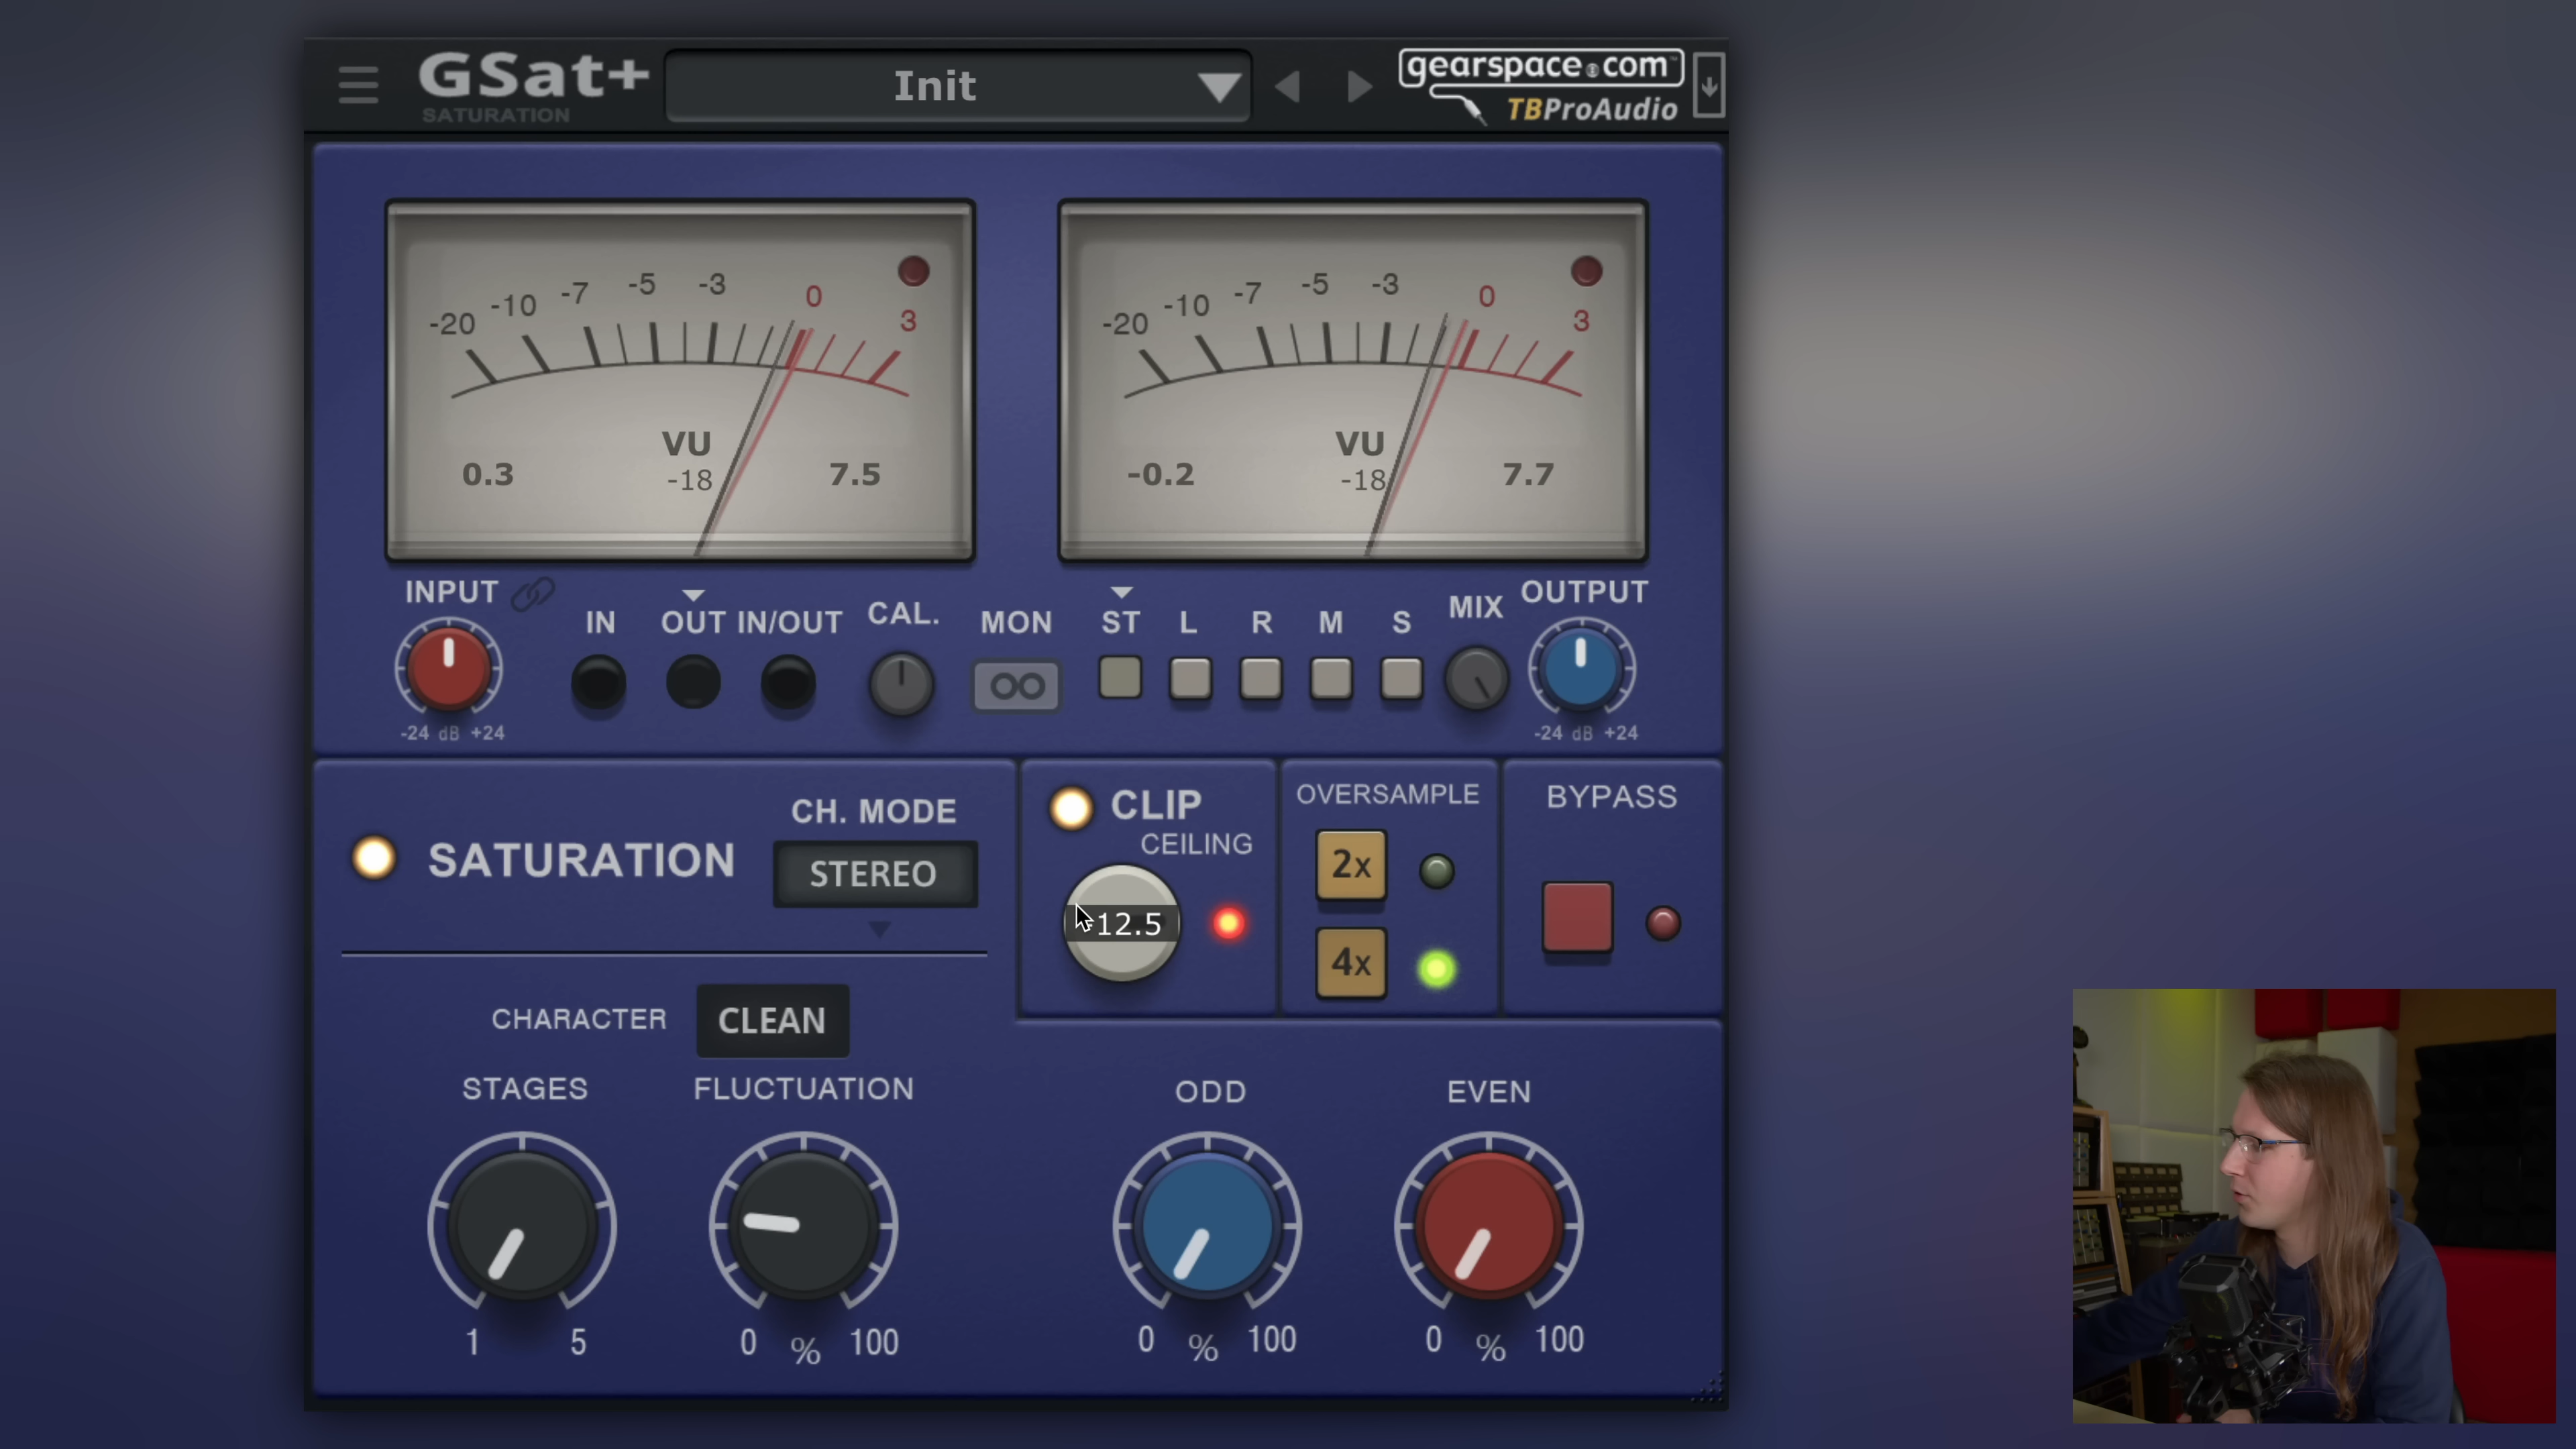 GSat+
SATURATION
Init
gearspace.com
TBProAudio
-20 -10 -7 -5 -3 0 3
VU
0.3 -18 7.5
-20 -10 -7 -5 -3 0 3
VU
-0.2 -18 7.7
INPUT
-24 dB +24
IN OUT IN/OUT CAL. MON ST L R M S MIX
OUTPUT
-24 dB +24
SATURATION
CH. MODE
STEREO
CLIP
CEILING
12.5
OVERSAMPLE
2x
4x
BYPASS
CHARACTER CLEAN
STAGES
1 5
FLUCTUATION
0 % 100
ODD
0 % 100
EVEN
0 % 100